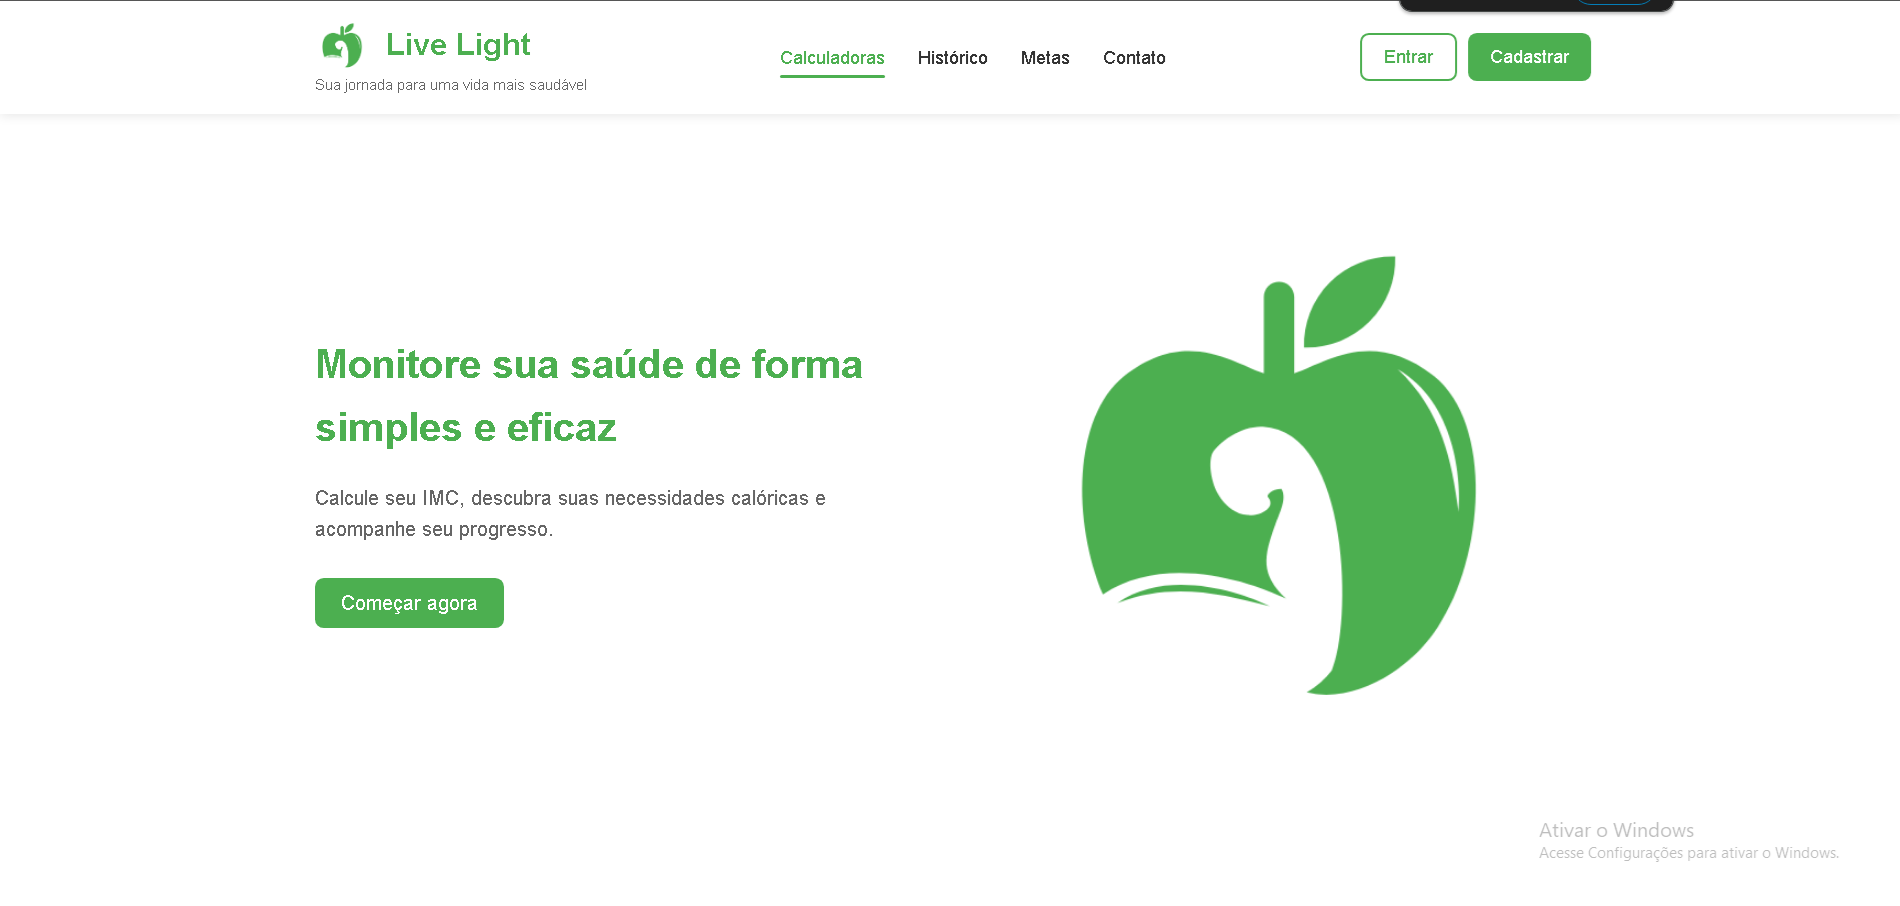 Live Light
Sua jornada para uma vida mais saudável
Calculadoras
Histórico
Metas
Contato
Entrar
Cadastrar
Monitore sua saúde de forma
simples e eficaz
Calcule seu IMC, descubra suas necessidades calóricas e
acompanhe seu progresso.
Começar agora
Ativar o Windows
Acesse Configurações para ativar o Windows.